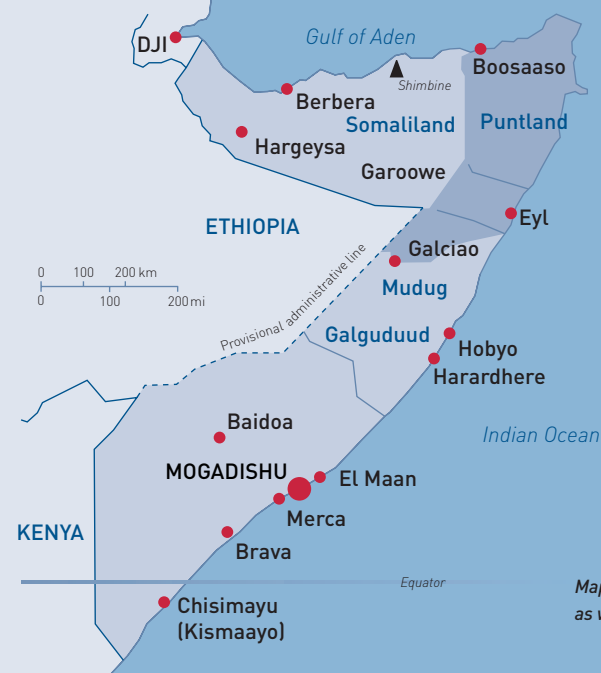 Gulf of Aden
DJI
Boosaaso
Shimbine
Berbera
Somaliland
Puntland
Hargeysa
Garoowe
ETHIOPIA
Eyl
Galciao
0 100 200 km
0 100 200 mi
Provisional administrative line
Mudug
Galguduud
Hobyo
Harardhere
Baidoa
Indian Ocean
MOGADISHU
El Maan
Merca
KENYA
Brava
Equator
Map
as
Chisimayu
(Kismaayo)